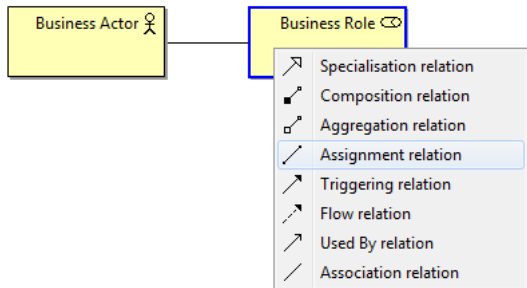 Business Actor
Business Role
Specialisation relation
Composition relation
Aggregation relation
Assignment relation
Triggering relation
Flow relation
Used By relation
Association relation